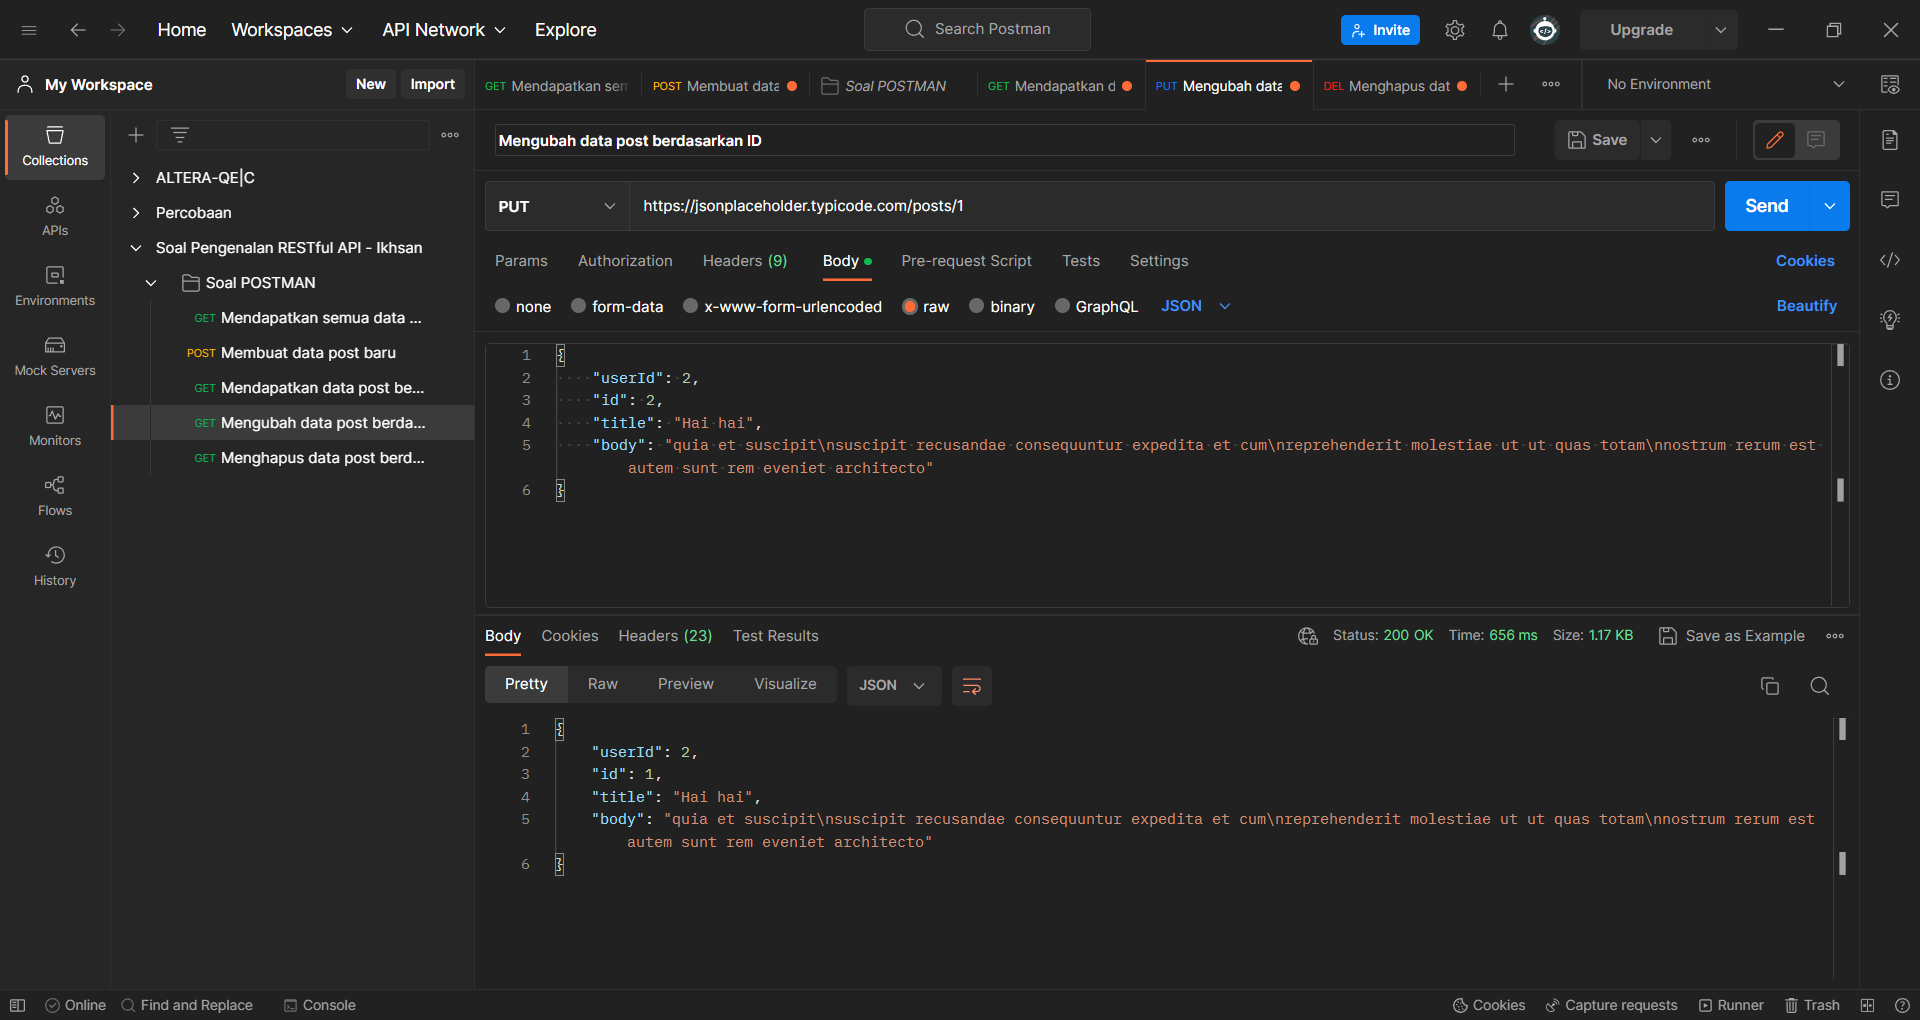 Home Workspaces API Network Explore Search Postman Invite Upgrade
My Workspace New Import
GET Mendapatkan sem POST Membuat data Soal POSTMAN GET Mendapatkan d PUT Mengubah data DEL Menghapus dat No Environment
Collections
APIs
Environments
Mock Servers
Monitors
Flows
History
ALTERA-QE|C
Percobaan
Soal Pengenalan RESTful API - Ikhsan
Soal POSTMAN
GET Mendapatkan semua data ...
POST Membuat data post baru
GET Mendapatkan data post be...
GET Mengubah data post berda...
GET Menghapus data post berd...
Mengubah data post berdasarkan ID Save
PUT https://jsonplaceholder.typicode.com/posts/1 Send
Params Authorization Headers (9) Body Pre-request Script Tests Settings Cookies
none form-data x-www-form-urlencoded raw binary GraphQL JSON Beautify
1 {
2 "userId": 2,
3 "id": 2,
4 "title": "Hai hai",
5 "body": "quia et suscipit\nsuscipit recusandae consequuntur expedita et cum\nreprehenderit molestiae ut ut quas totam\nnostrum rerum est
autem sunt rem eveniet architecto"
6 }
Body Cookies Headers (23) Test Results Status: 200 OK Time: 656 ms Size: 1.17 KB Save as Example
Pretty Raw Preview Visualize JSON
1 {
2 "userId": 2,
3 "id": 1,
4 "title": "Hai hai",
5 "body": "quia et suscipit\nsuscipit recusandae consequuntur expedita et cum\nreprehenderit molestiae ut ut quas totam\nnostrum rerum est
autem sunt rem eveniet architecto"
6 }
Online Find and Replace Console Cookies Capture requests Runner Trash